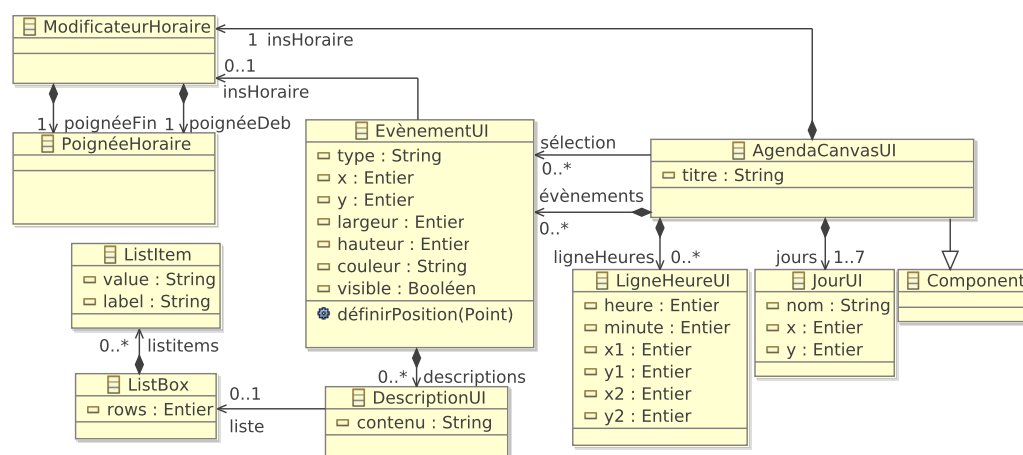 ModificateurHoraire
1 insHoraire
0..1
insHoraire
1 poignéeFin 1 poignéeDeb
PoignéeHoraire
EvènementUI
type : String
x : Entier
y : Entier
largeur : Entier
hauteur : Entier
couleur : String
visible : Booléen
définirPosition(Point)
sélection
0..*
évènements
0..*
AgendaCanvasUI
titre : String
ligneHeures 0..*
jours 1..7
ListItem
value : String
label : String
0..* listitems
ListBox
rows : Entier
0..1
liste
0..* descriptions
DescriptionUI
contenu : String
LigneHeureUI
heure : Entier
minute : Entier
x1 : Entier
y1 : Entier
x2 : Entier
y2 : Entier
JourUI
nom : String
x : Entier
y : Entier
Component